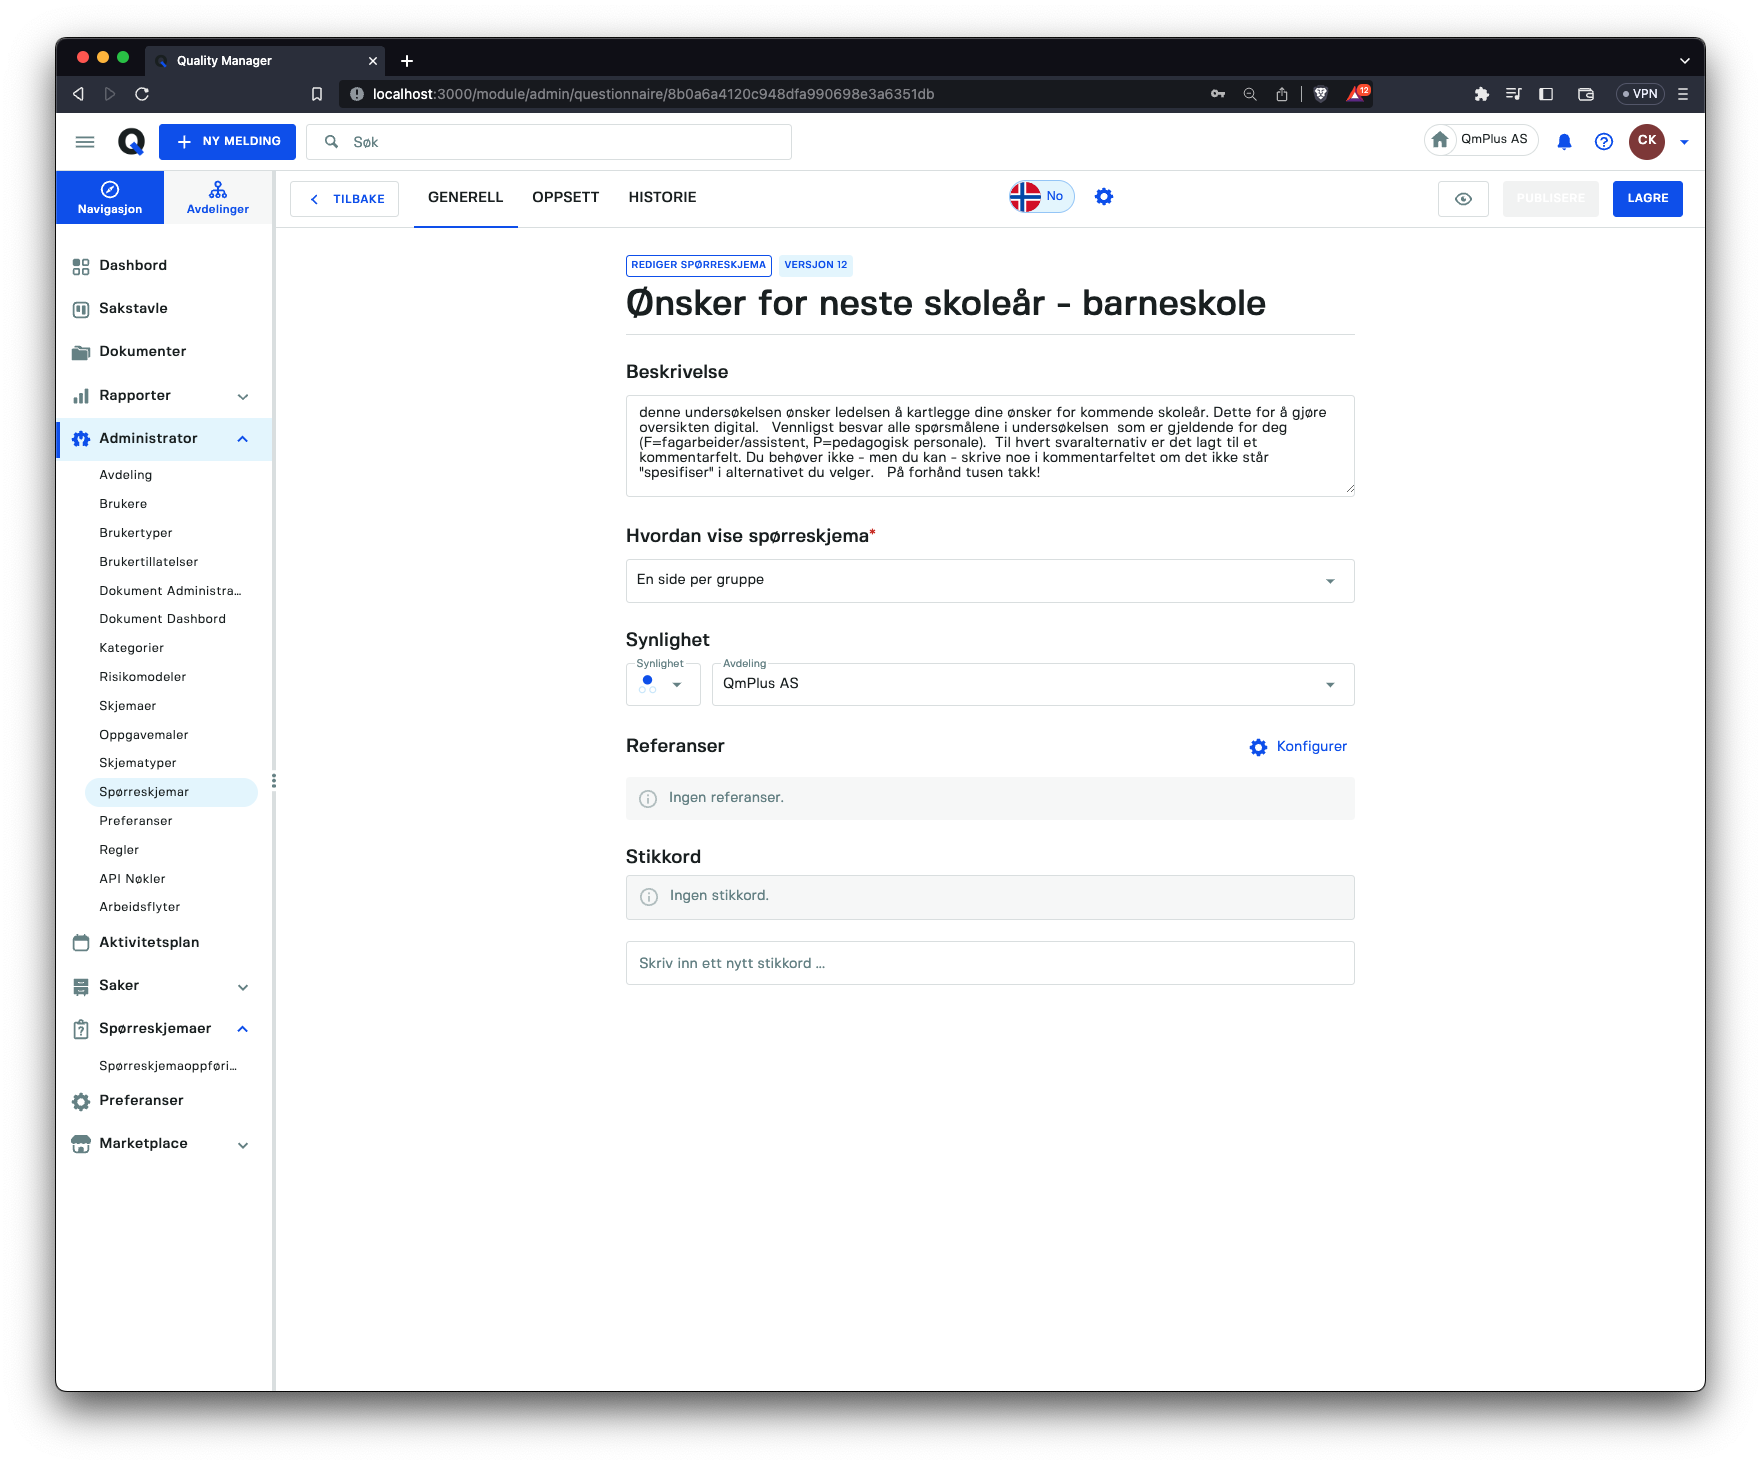 Quality Manager
localhost:3000/module/admin/questionnaire/8b0a6a4120c948dfa990698e3a6351db
12
VPN
NY MELDING
Søk
QmPlus AS
CK
Navigasjon
Avdelinger
TILBAKE
GENERELL
OPPSETT
HISTORIE
No
PUBLISERE
LAGRE
Dashbord
Sakstavle
Dokumenter
Rapporter
Administrator
Avdeling
Brukere
Brukertyper
Brukertillatelser
Dokument Administra...
Dokument Dashbord
Kategorier
Risikomodeler
Skjemaer
Oppgavemaler
Skjematyper
Spørreskjemar
Preferanser
Regler
API Nøkler
Arbeidsflyter
Aktivitetsplan
Saker
Spørreskjemaer
Spørreskjemaoppføri...
Preferanser
Marketplace
REDIGER SPØRRESKJEMA VERSJON 12
Ønsker for neste skoleår - barneskole
Beskrivelse
denne undersøkelsen ønsker ledelsen å kartlegge dine ønsker for kommende skoleår. Dette for å gjøre
oversikten digital.   Vennligst besvar alle spørsmålene i undersøkelsen  som er gjeldende for deg
(F=fagarbeider/assistent, P=pedagogisk personale).  Til hvert svaralternativ er det lagt til et
kommentarfelt. Du behøver ikke - men du kan - skrive noe i kommentarfeltet om det ikke står
"spesifiser" i alternativet du velger.   På forhånd tusen takk!
Hvordan vise spørreskjema*
En side per gruppe
Synlighet
Synlighet
Avdeling
QmPlus AS
Referanser
Konfigurer
Ingen referanser.
Stikkord
Ingen stikkord.
Skriv inn ett nytt stikkord ...